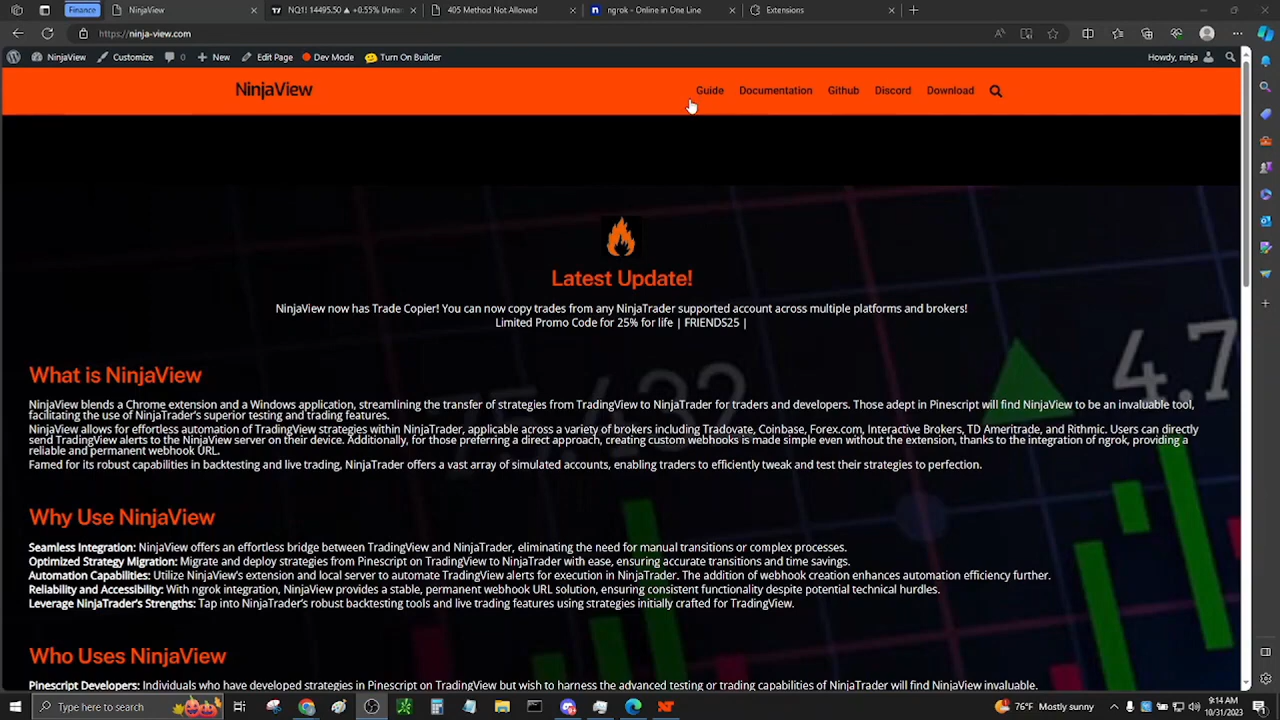 Finance
NinjaView
NQ1! 14495.50 ▲ +0.55% Unna
405 Method Not Allowed
ngrok - Online in One Line
Extensions
https://ninja-view.com
NinjaView
Customize
0
New
Edit Page
Dev Mode
Turn On Builder
Howdy, ninja
NinjaView
Guide
Documentation
Github
Discord
Download
Latest Update!
NinjaView now has Trade Copier! You can now copy trades from any NinjaTrader supported account across multiple platforms and brokers!
Limited Promo Code for 25% for life | FRIENDS25 |
What is NinjaView
NinjaView blends a Chrome extension and a Windows application, streamlining the transfer of strategies from TradingView to NinjaTrader for traders and developers. Those adept in Pinescript will find NinjaView to be an invaluable tool,
facilitating the use of NinjaTrader's superior testing and trading features.
NinjaView allows for effortless automation of TradingView strategies within NinjaTrader, applicable across a variety of brokers including Tradovate, Coinbase, Forex.com, Interactive Brokers, TD Ameritrade, and Rithmic. Users can directly
send TradingView alerts to the NinjaView server on their device. Additionally, for those preferring a direct approach, creating custom webhooks is made simple even without the extension, thanks to the integration of ngrok, providing a
reliable and permanent webhook URL.
Famed for its robust capabilities in backtesting and live trading, NinjaTrader offers a vast array of simulated accounts, enabling traders to efficiently tweak and test their strategies to perfection.
Why Use NinjaView
Seamless Integration: NinjaView offers an effortless bridge between TradingView and NinjaTrader, eliminating the need for manual transitions or complex processes.
Optimized Strategy Migration: Migrate and deploy strategies from Pinescript on TradingView to NinjaTrader with ease, ensuring accurate transitions and time savings.
Automation Capabilities: Utilize NinjaView's extension and local server to automate TradingView alerts for execution in NinjaTrader. The addition of webhook creation enhances automation efficiency further.
Reliability and Accessibility: With ngrok integration, NinjaView provides a stable, permanent webhook URL solution, ensuring consistent functionality despite potential technical hurdles.
Leverage NinjaTrader's Strengths: Tap into NinjaTrader's robust backtesting tools and live trading features using strategies initially crafted for TradingView.
Who Uses NinjaView
Pinescript Developers: Individuals who have developed strategies in Pinescript on TradingView but wish to harness the advanced testing or trading capabilities of NinjaTrader will find NinjaView invaluable.
4.7
Type here to search
76°F Mostly sunny
9:14 AM
10/31/2023